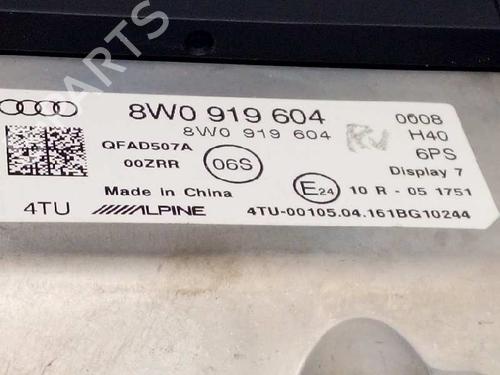 PARTS
8W0 919 604
8W0 919 604
0008
H40
6PS
Display 7
QFAD507A
00ZRR
06S
Made in China
E24
10 R - 05 1751
4TU
ALPINE
4TU-00105.04.161BG10244